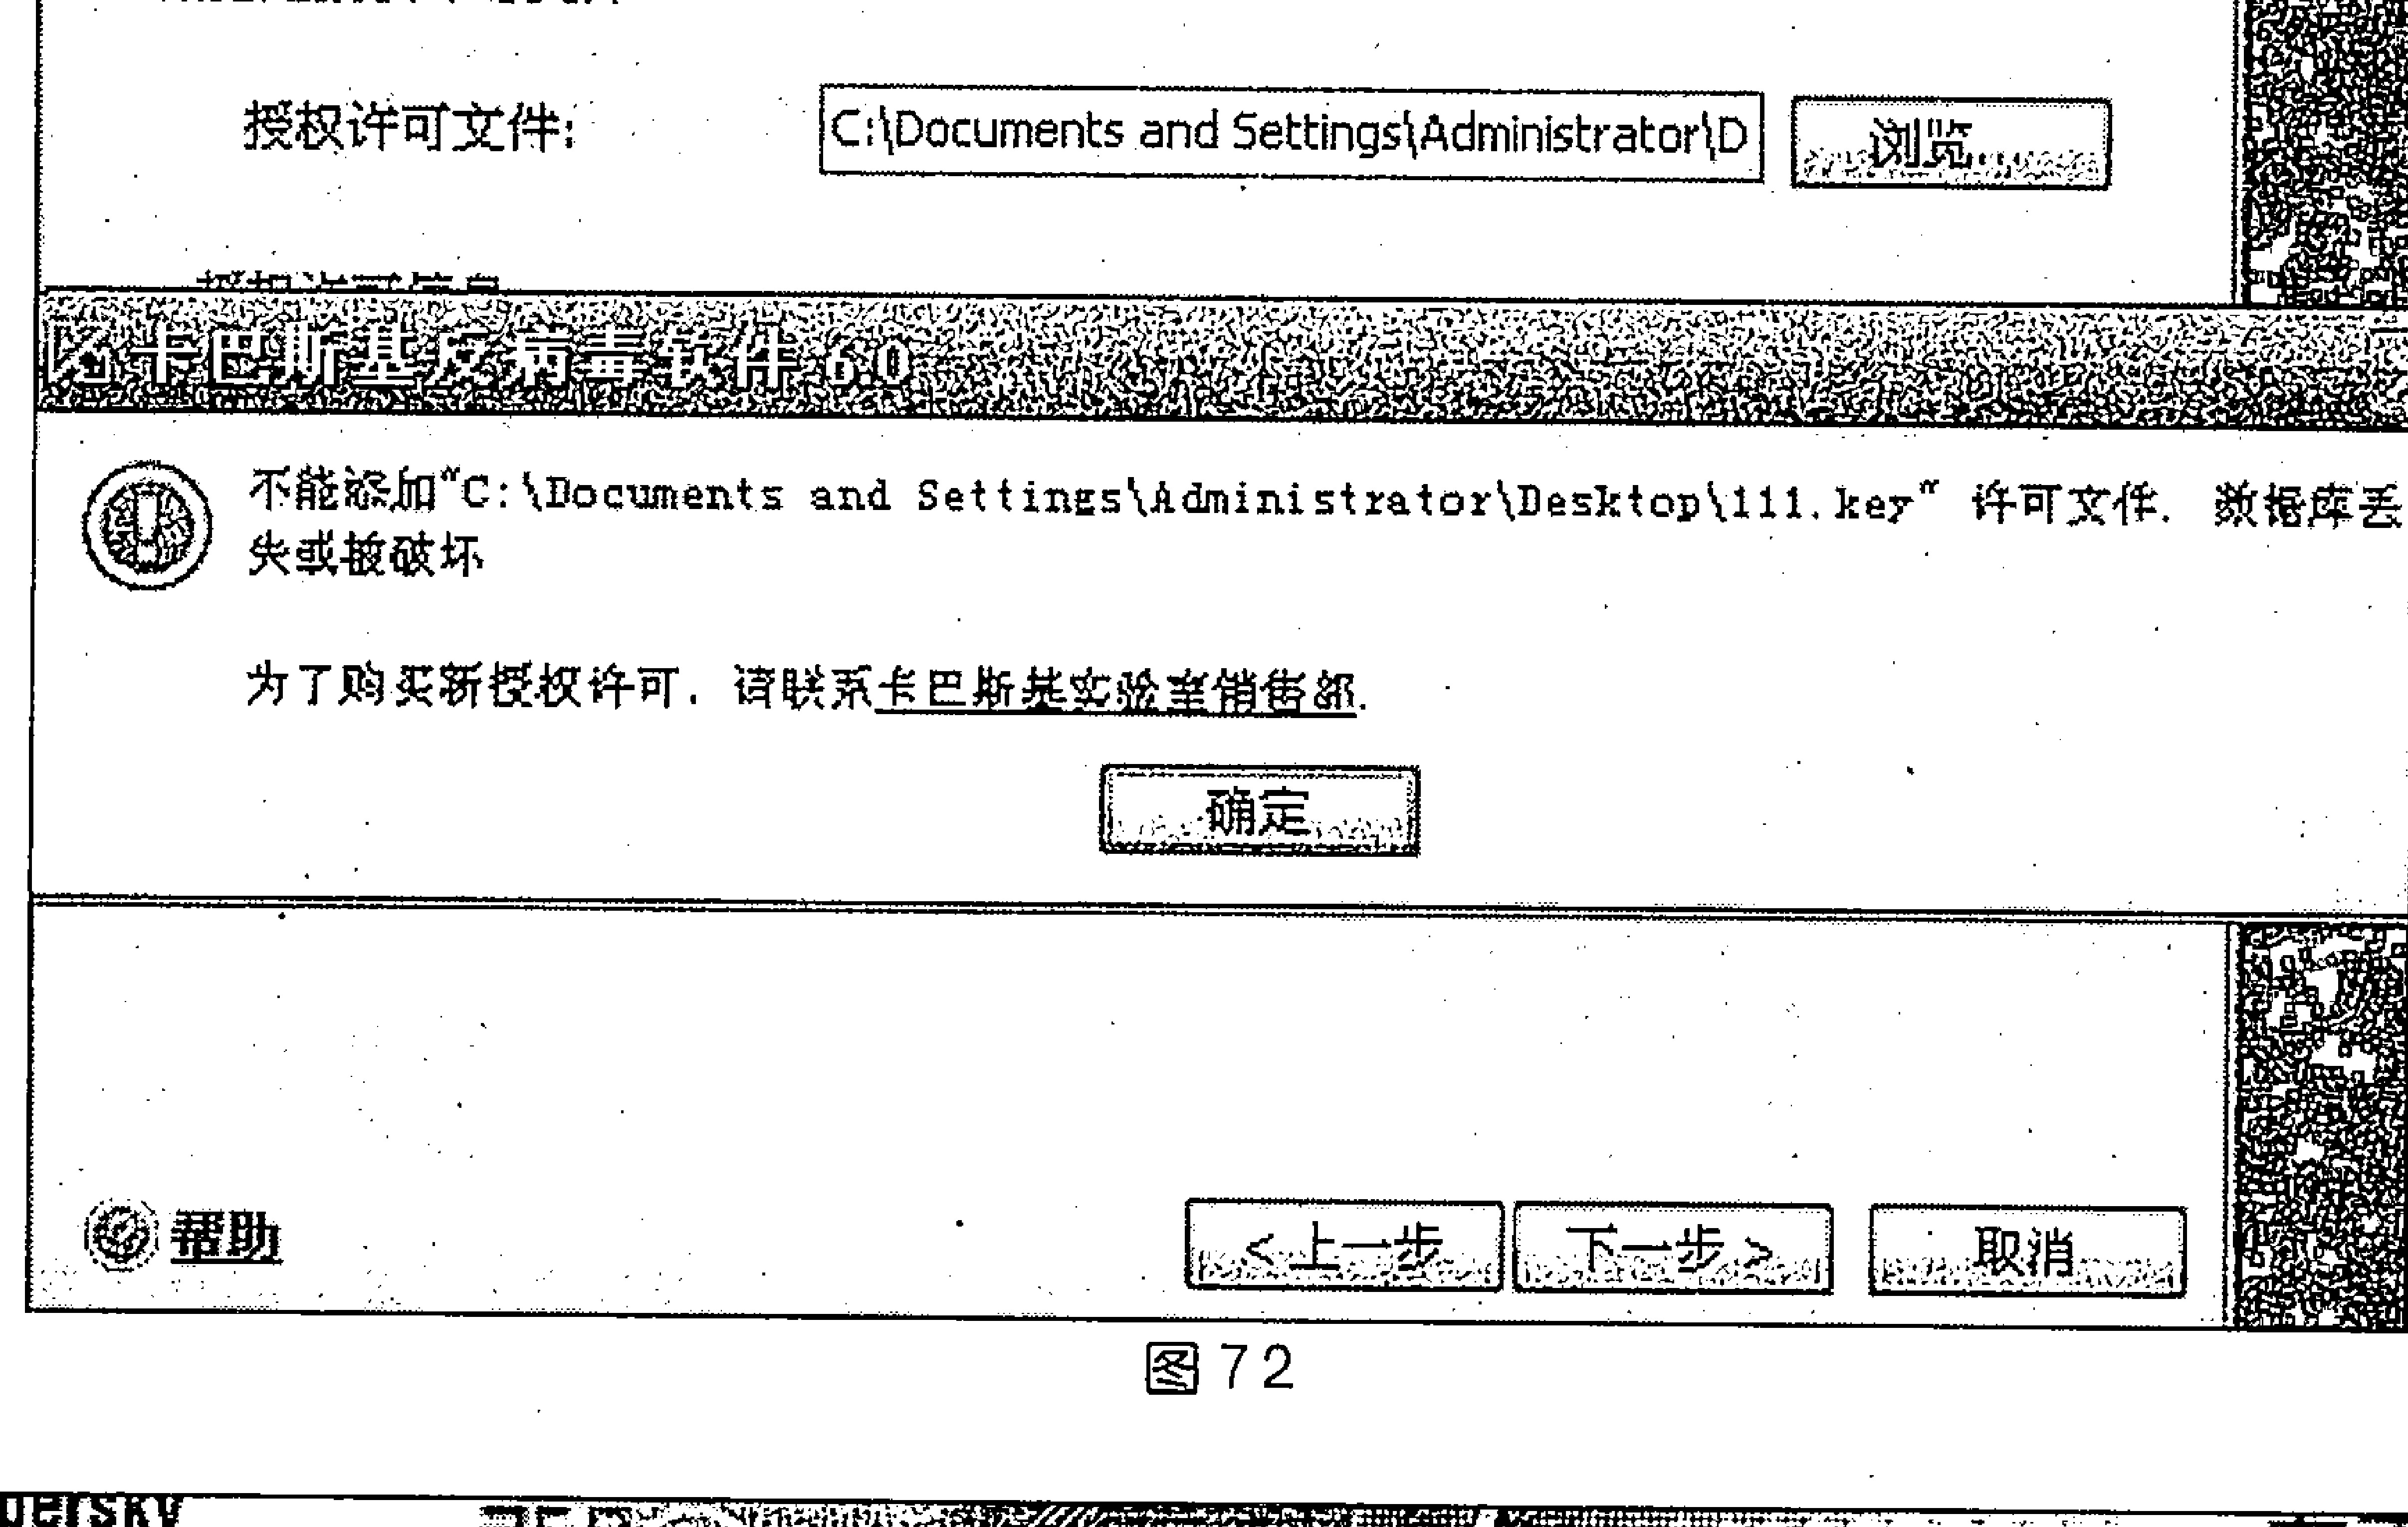 授权许可文件:
C:\Documents and Settings\Administrator\D
浏览...
卡巴斯基反病毒软件 6.0
不能添加"C:\Documents and Settings\Administrator\Desktop\111.key" 许可文件. 数据库丢
失或被破坏
为了购买新授权许可, 请联系卡巴斯基实验室销售部.
确定
帮助
< 上一步
下一步 >
取消
图72